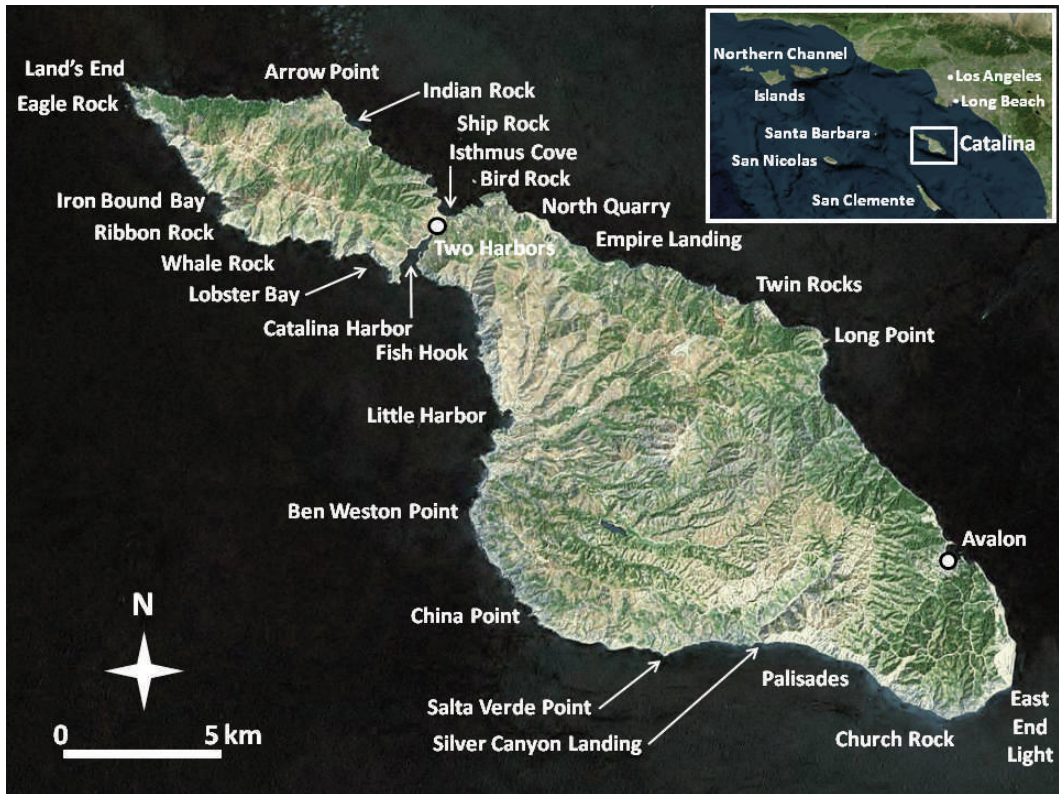 Land's End
Eagle Rock
Arrow Point
Indian Rock
Ship Rock
Isthmus Cove
Bird Rock
North Quarry
Empire Landing
Iron Bound Bay
Ribbon Rock
Whale Rock
Lobster Bay
Two Harbors
Catalina Harbor
Fish Hook
Twin Rocks
Long Point
Little Harbor
Ben Weston Point
Avalon
China Point
Salta Verde Point
Silver Canyon Landing
Palisades
Church Rock
East
End
Light
N
0 5 km
Northern Channel
Islands
Los Angeles
Long Beach
Santa Barbara
Catalina
San Nicolas
San Clemente